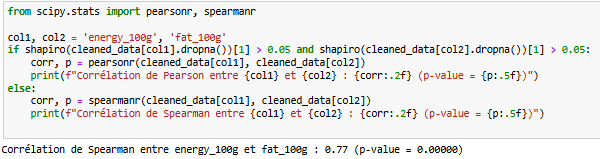 from scipy.stats import pearsonr, spearmanr
col1, col2 = 'energy_100g', 'fat_100g'
if shapiro(cleaned_data[col1].dropna())[1] > 0.05 and shapiro(cleaned_data[col2].dropna())[1] > 0.05:
    corr, p = pearsonr(cleaned_data[col1], cleaned_data[col2])
    print(f"Corrélation de Pearson entre {col1} et {col2} : {corr:.2f} (p-value = {p:.5f})")
else:
    corr, p = spearmanr(cleaned_data[col1], cleaned_data[col2])
    print(f"Corrélation de Spearman entre {col1} et {col2} : {corr:.2f} (p-value = {p:.5f})")
Corrélation de Spearman entre energy_100g et fat_100g : 0.77 (p-value = 0.00000)